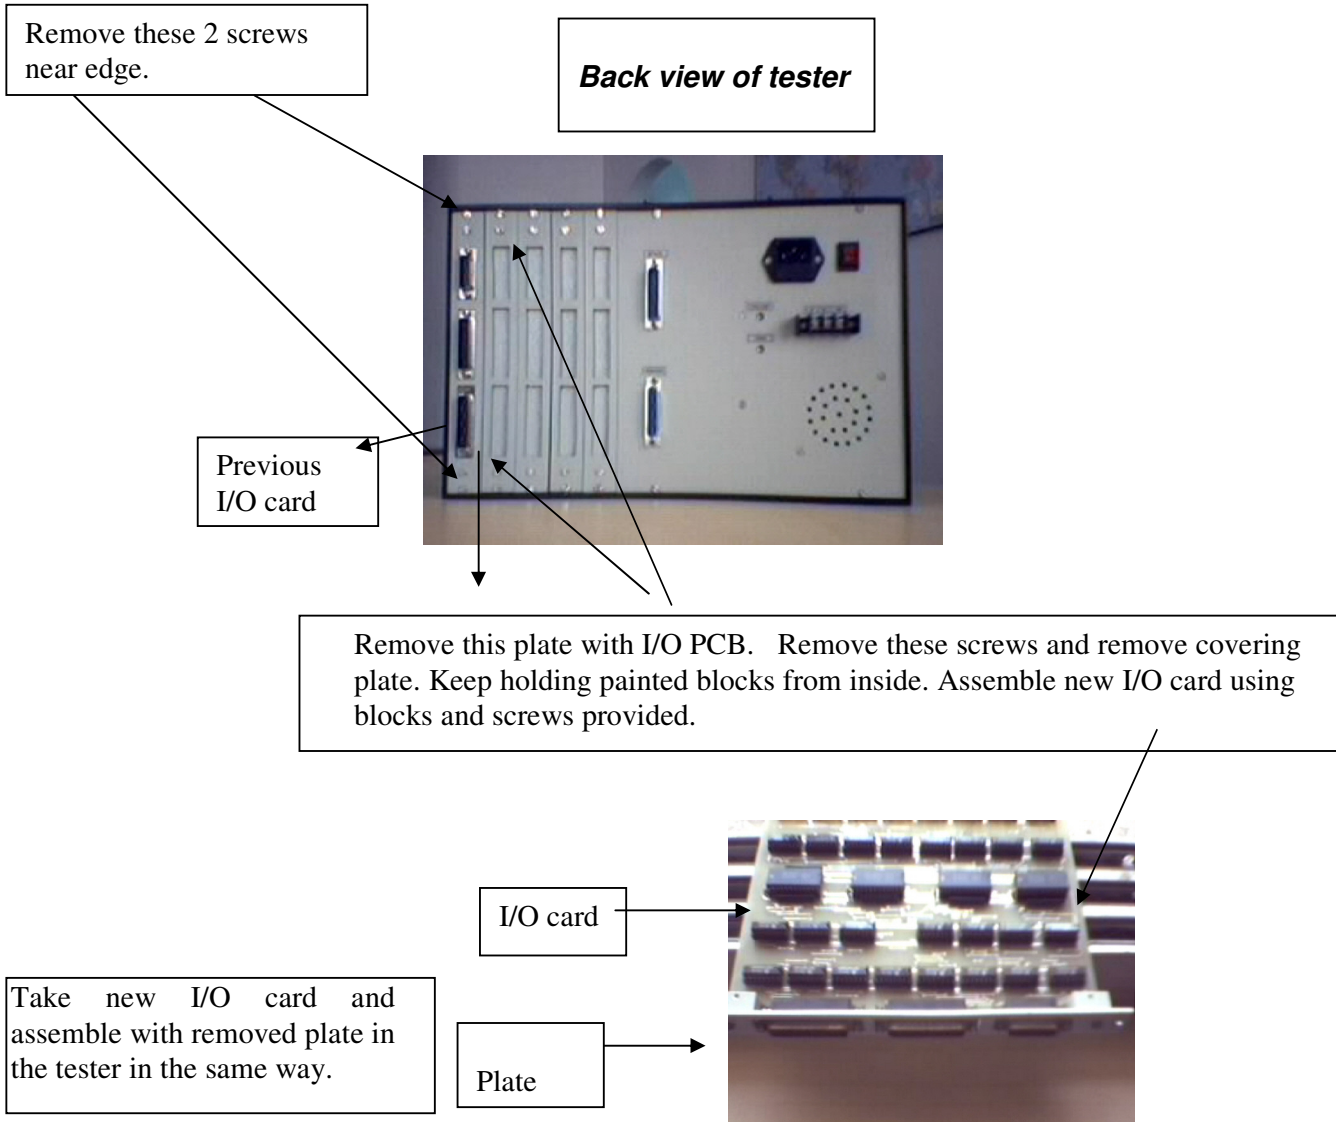 Remove these 2 screws
near edge.
Back view of tester
Previous
I/O card
Remove this plate with I/O PCB.   Remove these screws and remove covering
plate. Keep holding painted blocks from inside. Assemble new I/O card using
blocks and screws provided.
I/O card
Take new I/O card and
assemble with removed plate in
the tester in the same way.
Plate